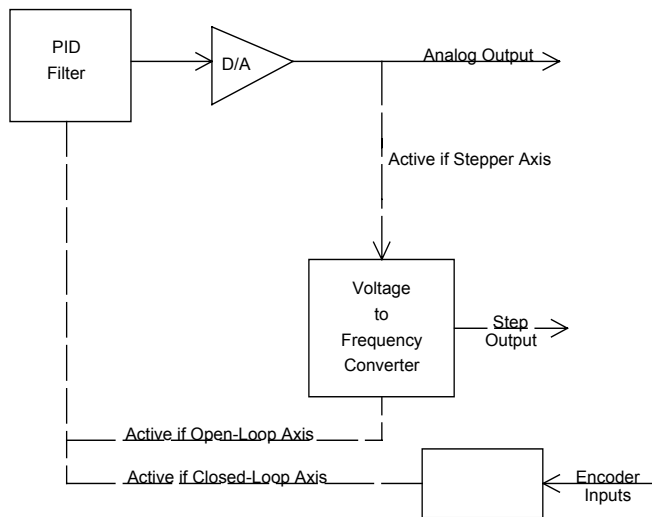 PID
Filter
D/A
Analog Output
Active if Stepper Axis
Voltage
to
Frequency
Converter
Step
Output
Active if Open-Loop Axis
Active if Closed-Loop Axis
Encoder
Inputs